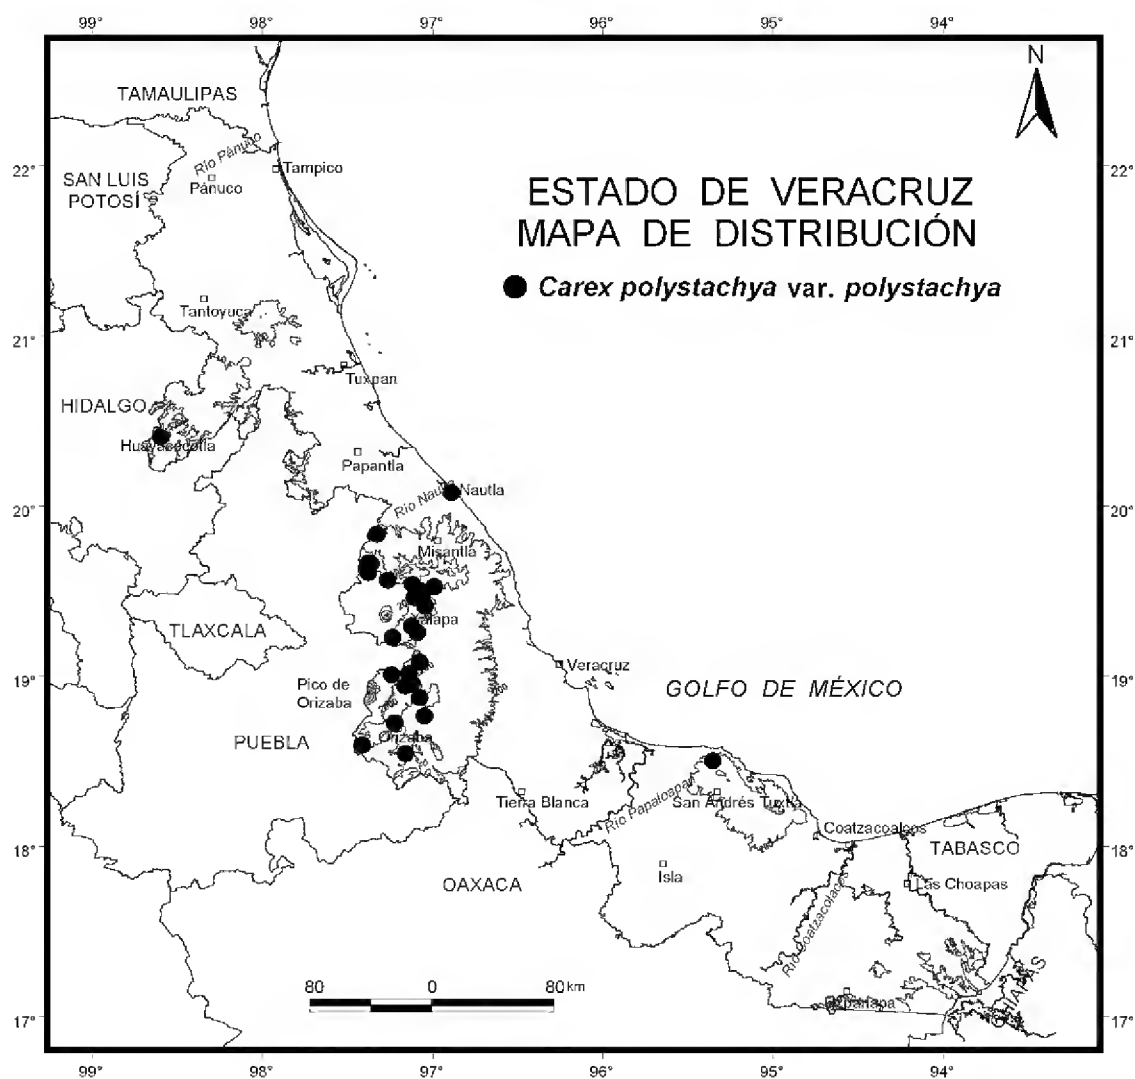 99° 98° 97° 96° 95° 94°
N
TAMAULIPAS
Río Pánuco
22° Tampico 22°
SAN LUIS
POTOSÍ
Pánuco
ESTADO DE VERACRUZ
MAPA DE DISTRIBUCIÓN
Carex polystachya var. polystachya
Tantoyuca
21° 21°
Tuxpan
HIDALGO
Huayacocotla
Papantla
Río Nautla Nautla
20° 20°
Misantla
Xalapa
TLAXCALA
Veracruz
19° 19°
Pico de
Orizaba
GOLFO DE MÉXICO
PUEBLA
Orizaba
Tierra Blanca
Río Papaloapan
San Andrés Tuxtla
Coatzacoalcos
18° 18°
TABASCO
Isla
OAXACA
Las Choapas
Río Coatzacoalcos
CHIAPAS
80 0 80 km
17° 17°
99° 98° 97° 96° 95° 94°